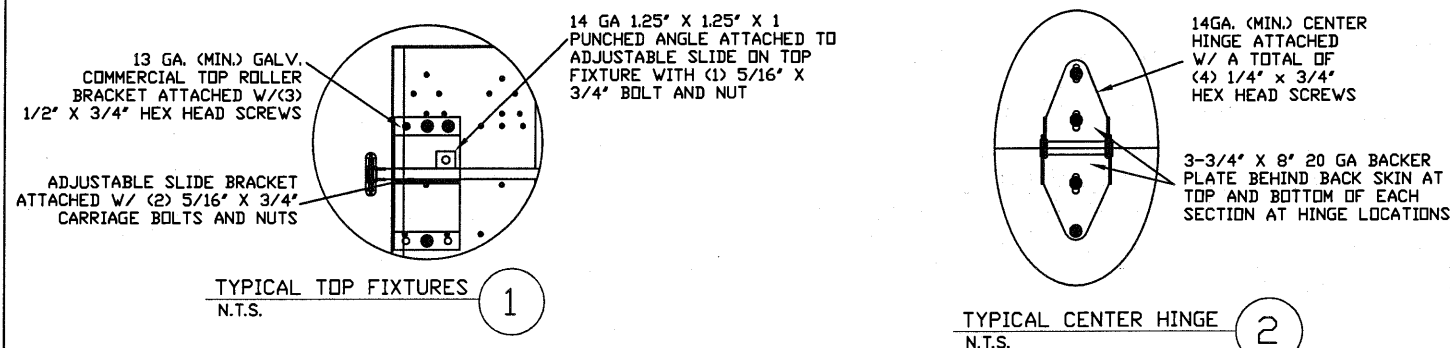 13 GA. (MIN.) GALV.
COMMERCIAL TOP ROLLER
BRACKET ATTACHED W/(3)
1/2" X 3/4" HEX HEAD SCREWS
ADJUSTABLE SLIDE BRACKET
ATTACHED W/ (2) 5/16" X 3/4"
CARRIAGE BOLTS AND NUTS
14 GA 1.25" X 1.25" X 1
PUNCHED ANGLE ATTACHED TO
ADJUSTABLE SLIDE ON TOP
FIXTURE WITH (1) 5/16" X
3/4" BOLT AND NUT
TYPICAL TOP FIXTURES
N.T.S.
1
14GA. (MIN.) CENTER
HINGE ATTACHED
W/ A TOTAL OF
(4) 1/4" x 3/4"
HEX HEAD SCREWS
3-3/4" X 8" 20 GA BACKER
PLATE BEHIND BACK SKIN AT
TOP AND BOTTOM OF EACH
SECTION AT HINGE LOCATIONS
TYPICAL CENTER HINGE
N.T.S.
2